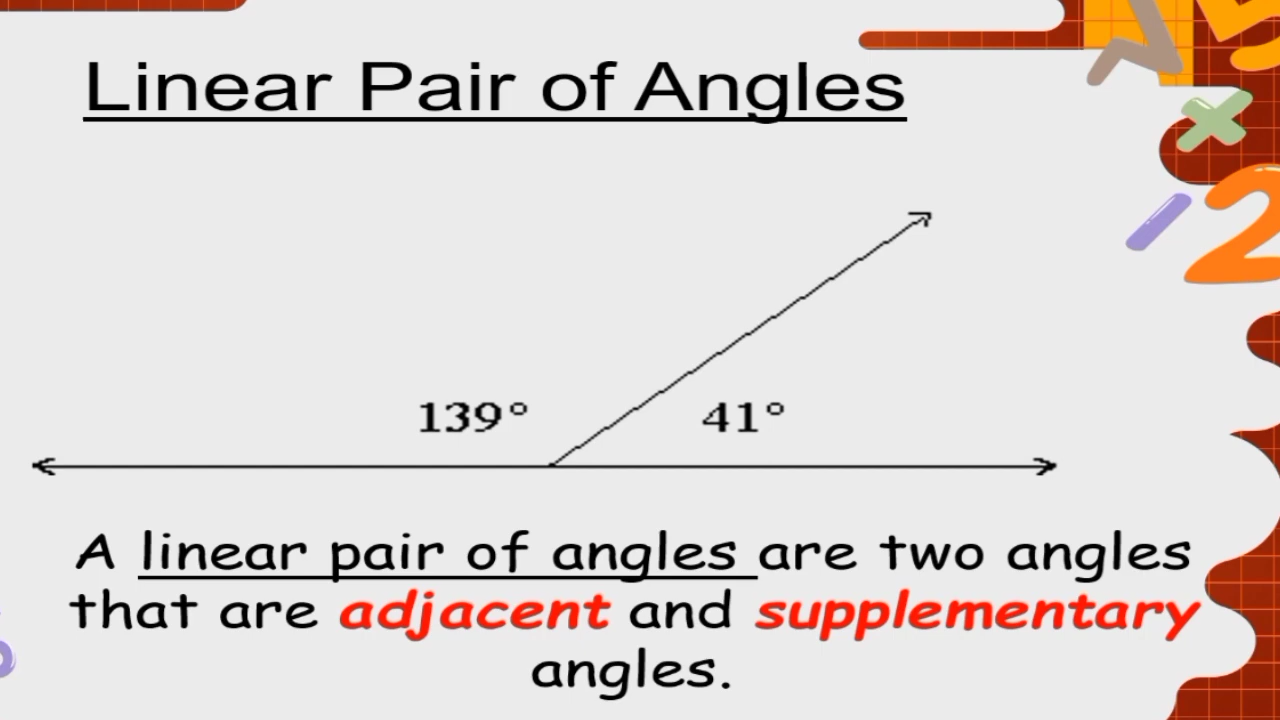 Linear Pair of Angles
139° 41°
A linear pair of angles are two angles
that are adjacent and supplementary
angles.